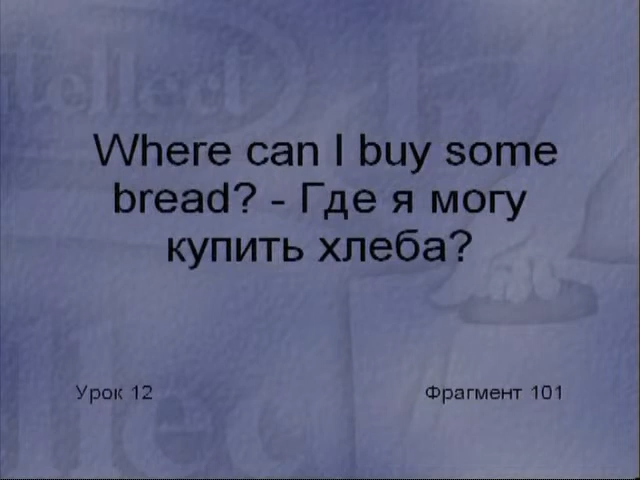 Where can I buy some
bread? - Где я могу
купить хлеба?
Урок 12
Фрагмент 101